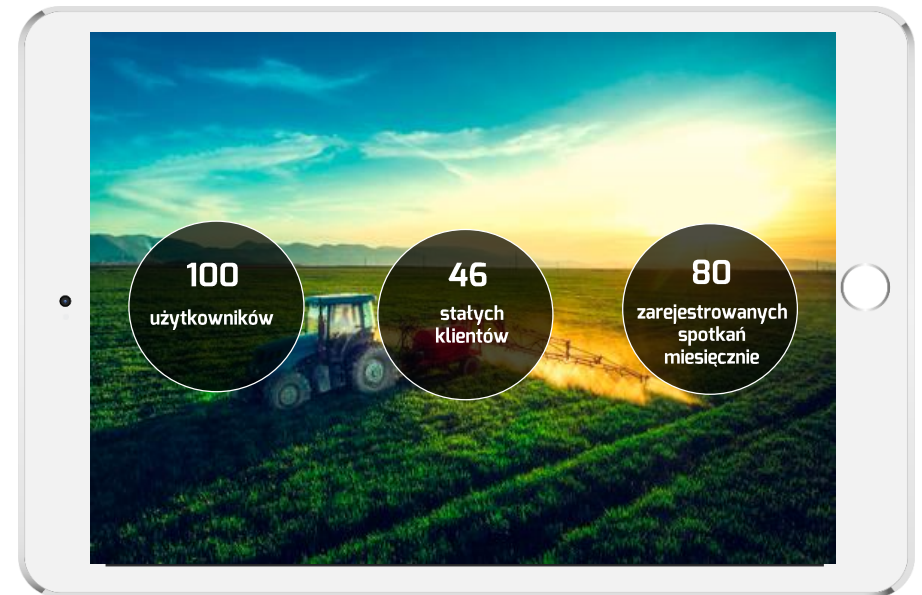 100
użytkowników
46
stałych
klientów
80
zarejestrowanych
spotkań
miesięcznie